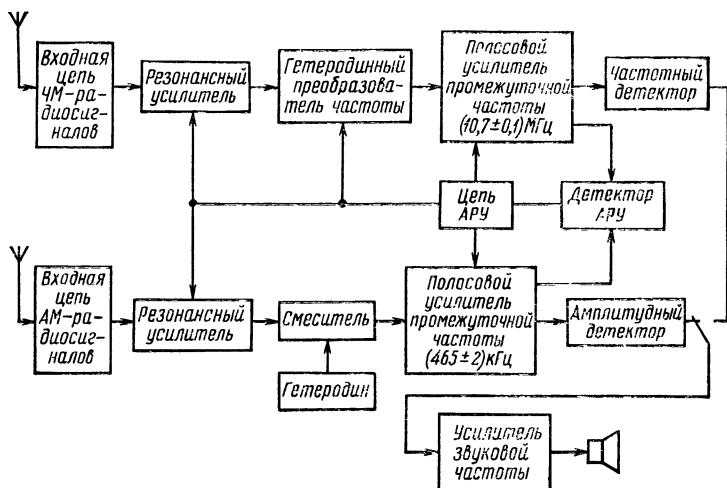 Входная
цепь
ЧМ-ра-
диосиг-
налов
Резонансный
усилитель
Гетеродинный
преобразова-
тель частоты
Полосовой
усилитель
промежуточной
частоты
(10,7±0,1)МГц
Частотный
детектор
Цепь
АРУ
Детектор
АРУ
Входная
цепь
АМ-ра-
диосиг-
налов
Резонансный
усилитель
Смеситель
Полосовой
усилитель
промежуточной
частоты
(465±2)кГц
Амплитудный
детектор
Гетеродин
Усилитель
звуковой
частоты